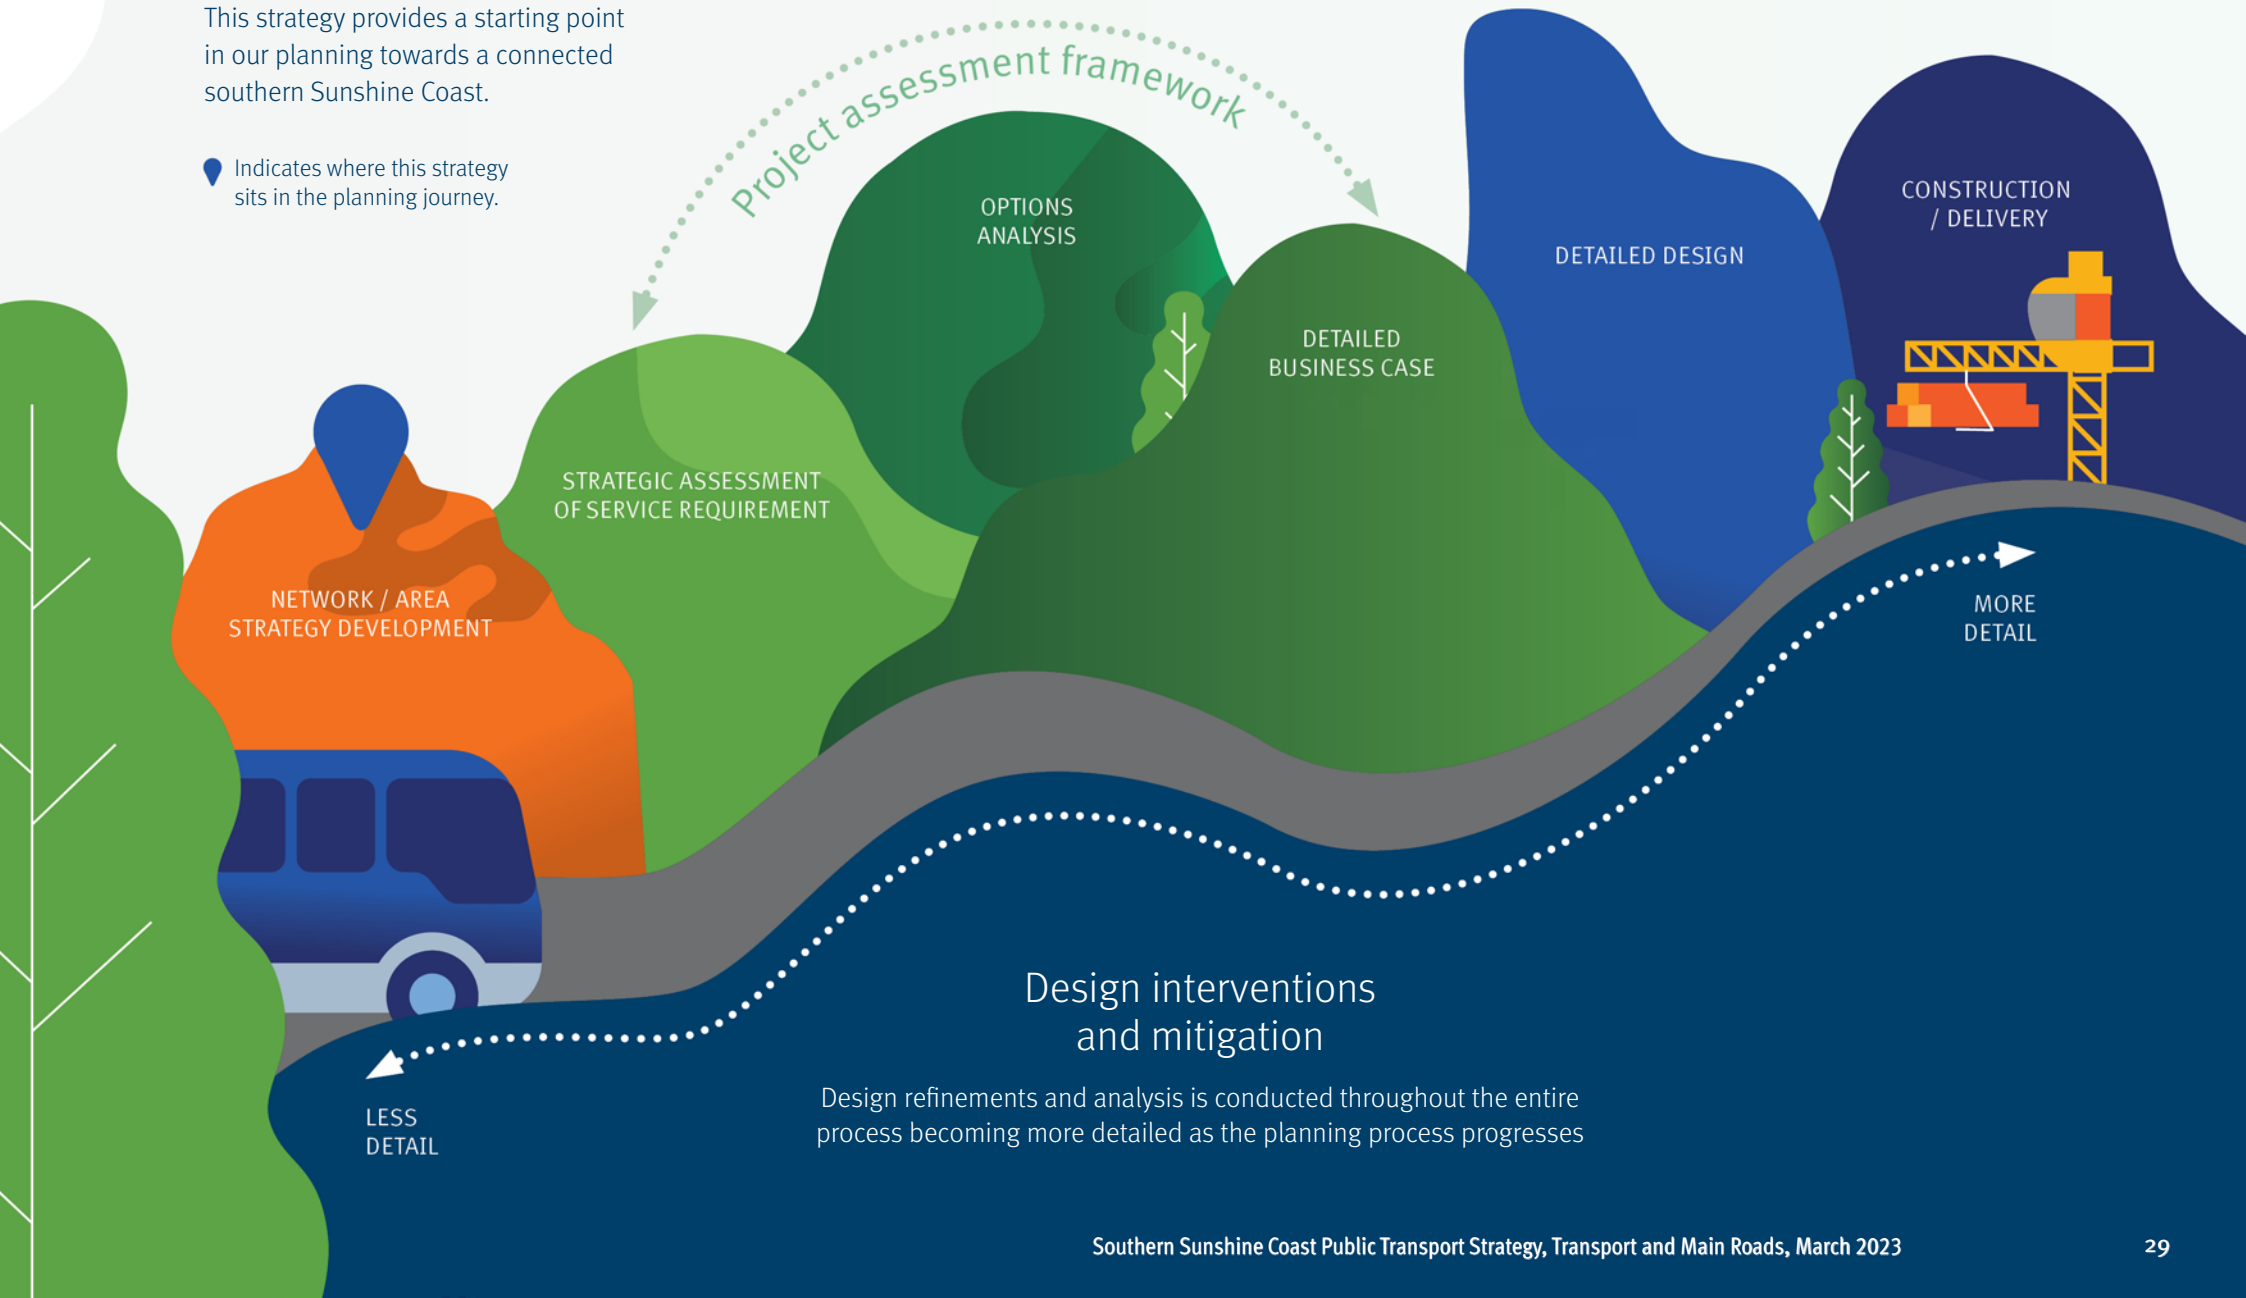 This strategy provides a starting point
in our planning towards a connected
southern Sunshine Coast.
Indicates where this strategy
sits in the planning journey.
Project assessment framework
NETWORK / AREA
STRATEGY DEVELOPMENT
STRATEGIC ASSESSMENT
OF SERVICE REQUIREMENT
OPTIONS
ANALYSIS
DETAILED
BUSINESS CASE
DETAILED DESIGN
CONSTRUCTION
/ DELIVERY
MORE
DETAIL
LESS
DETAIL
Design interventions
and mitigation
Design refinements and analysis is conducted throughout the entire
process becoming more detailed as the planning process progresses
Southern Sunshine Coast Public Transport Strategy, Transport and Main Roads, March 2023
29